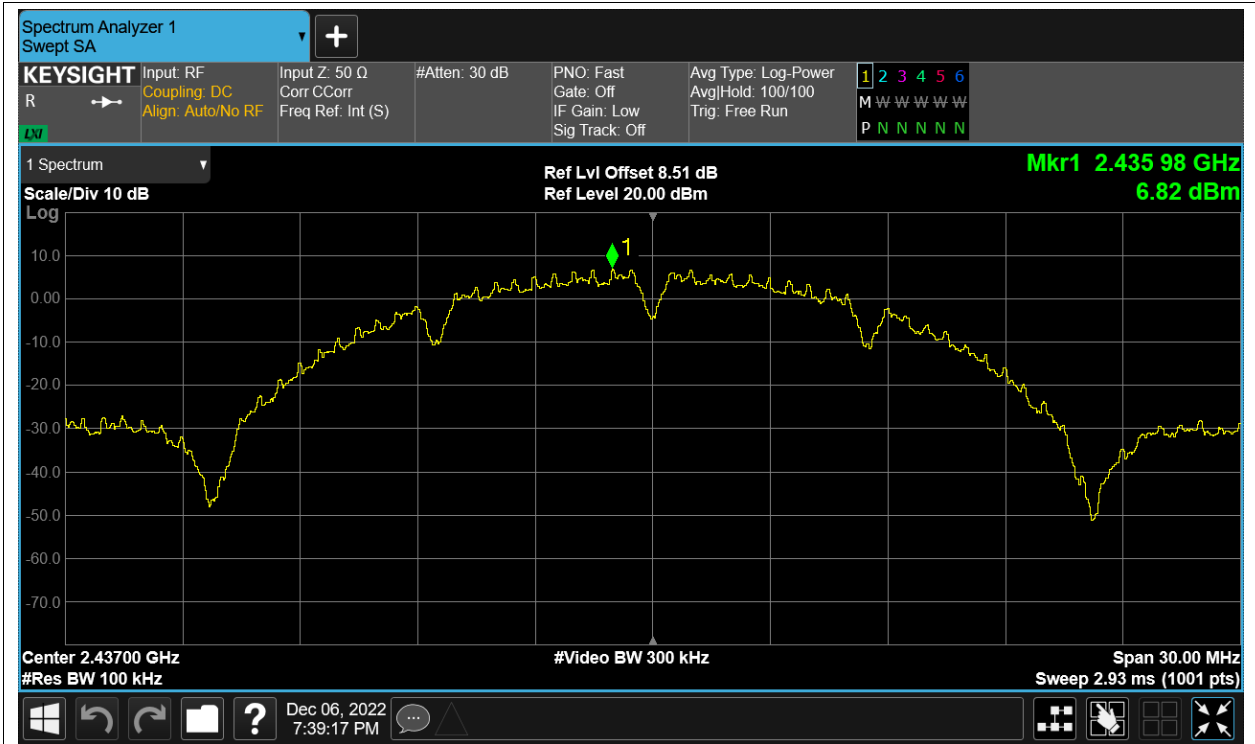 Spectrum Analyzer 1
Swept SA
KEYSIGHT
R
LXI
Input: RF
Coupling: DC
Align: Auto/No RF
Input Z: 50 Ω
Corr CCorr
Freq Ref: Int (S)
#Atten: 30 dB
PNO: Fast
Gate: Off
IF Gain: Low
Sig Track: Off
Avg Type: Log-Power
Avg|Hold: 100/100
Trig: Free Run
1 2 3 4 5 6
M W W W W W
P N N N N N
1 Spectrum
Scale/Div 10 dB
Ref Lvl Offset 8.51 dB
Ref Level 20.00 dBm
Mkr1 2.435 98 GHz
6.82 dBm
Log
1
10.0
0.00
-10.0
-20.0
-30.0
-40.0
-50.0
-60.0
-70.0
Center 2.43700 GHz
#Res BW 100 kHz
#Video BW 300 kHz
Span 30.00 MHz
Sweep 2.93 ms (1001 pts)
?
Dec 06, 2022
7:39:17 PM